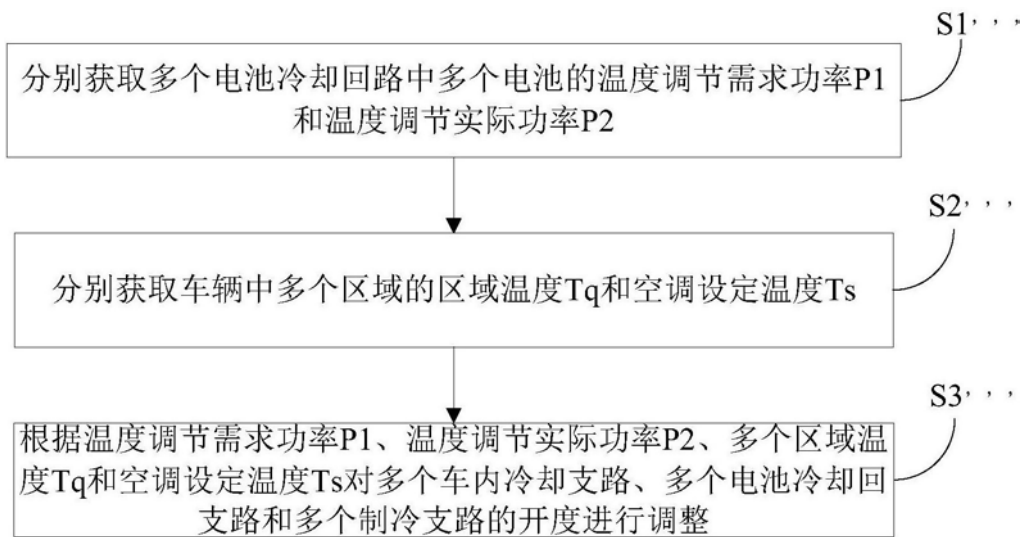 S1，，，
分别获取多个电池冷却回路中多个电池的温度调节需求功率P1
和温度调节实际功率P2
S2，，，
分别获取车辆中多个区域的区域温度Tq和空调设定温度Ts
S3，，，
根据温度调节需求功率P1、温度调节实际功率P2、多个区域温
度Tq和空调设定温度Ts对多个车内冷却支路、多个电池冷却回
支路和多个制冷支路的开度进行调整